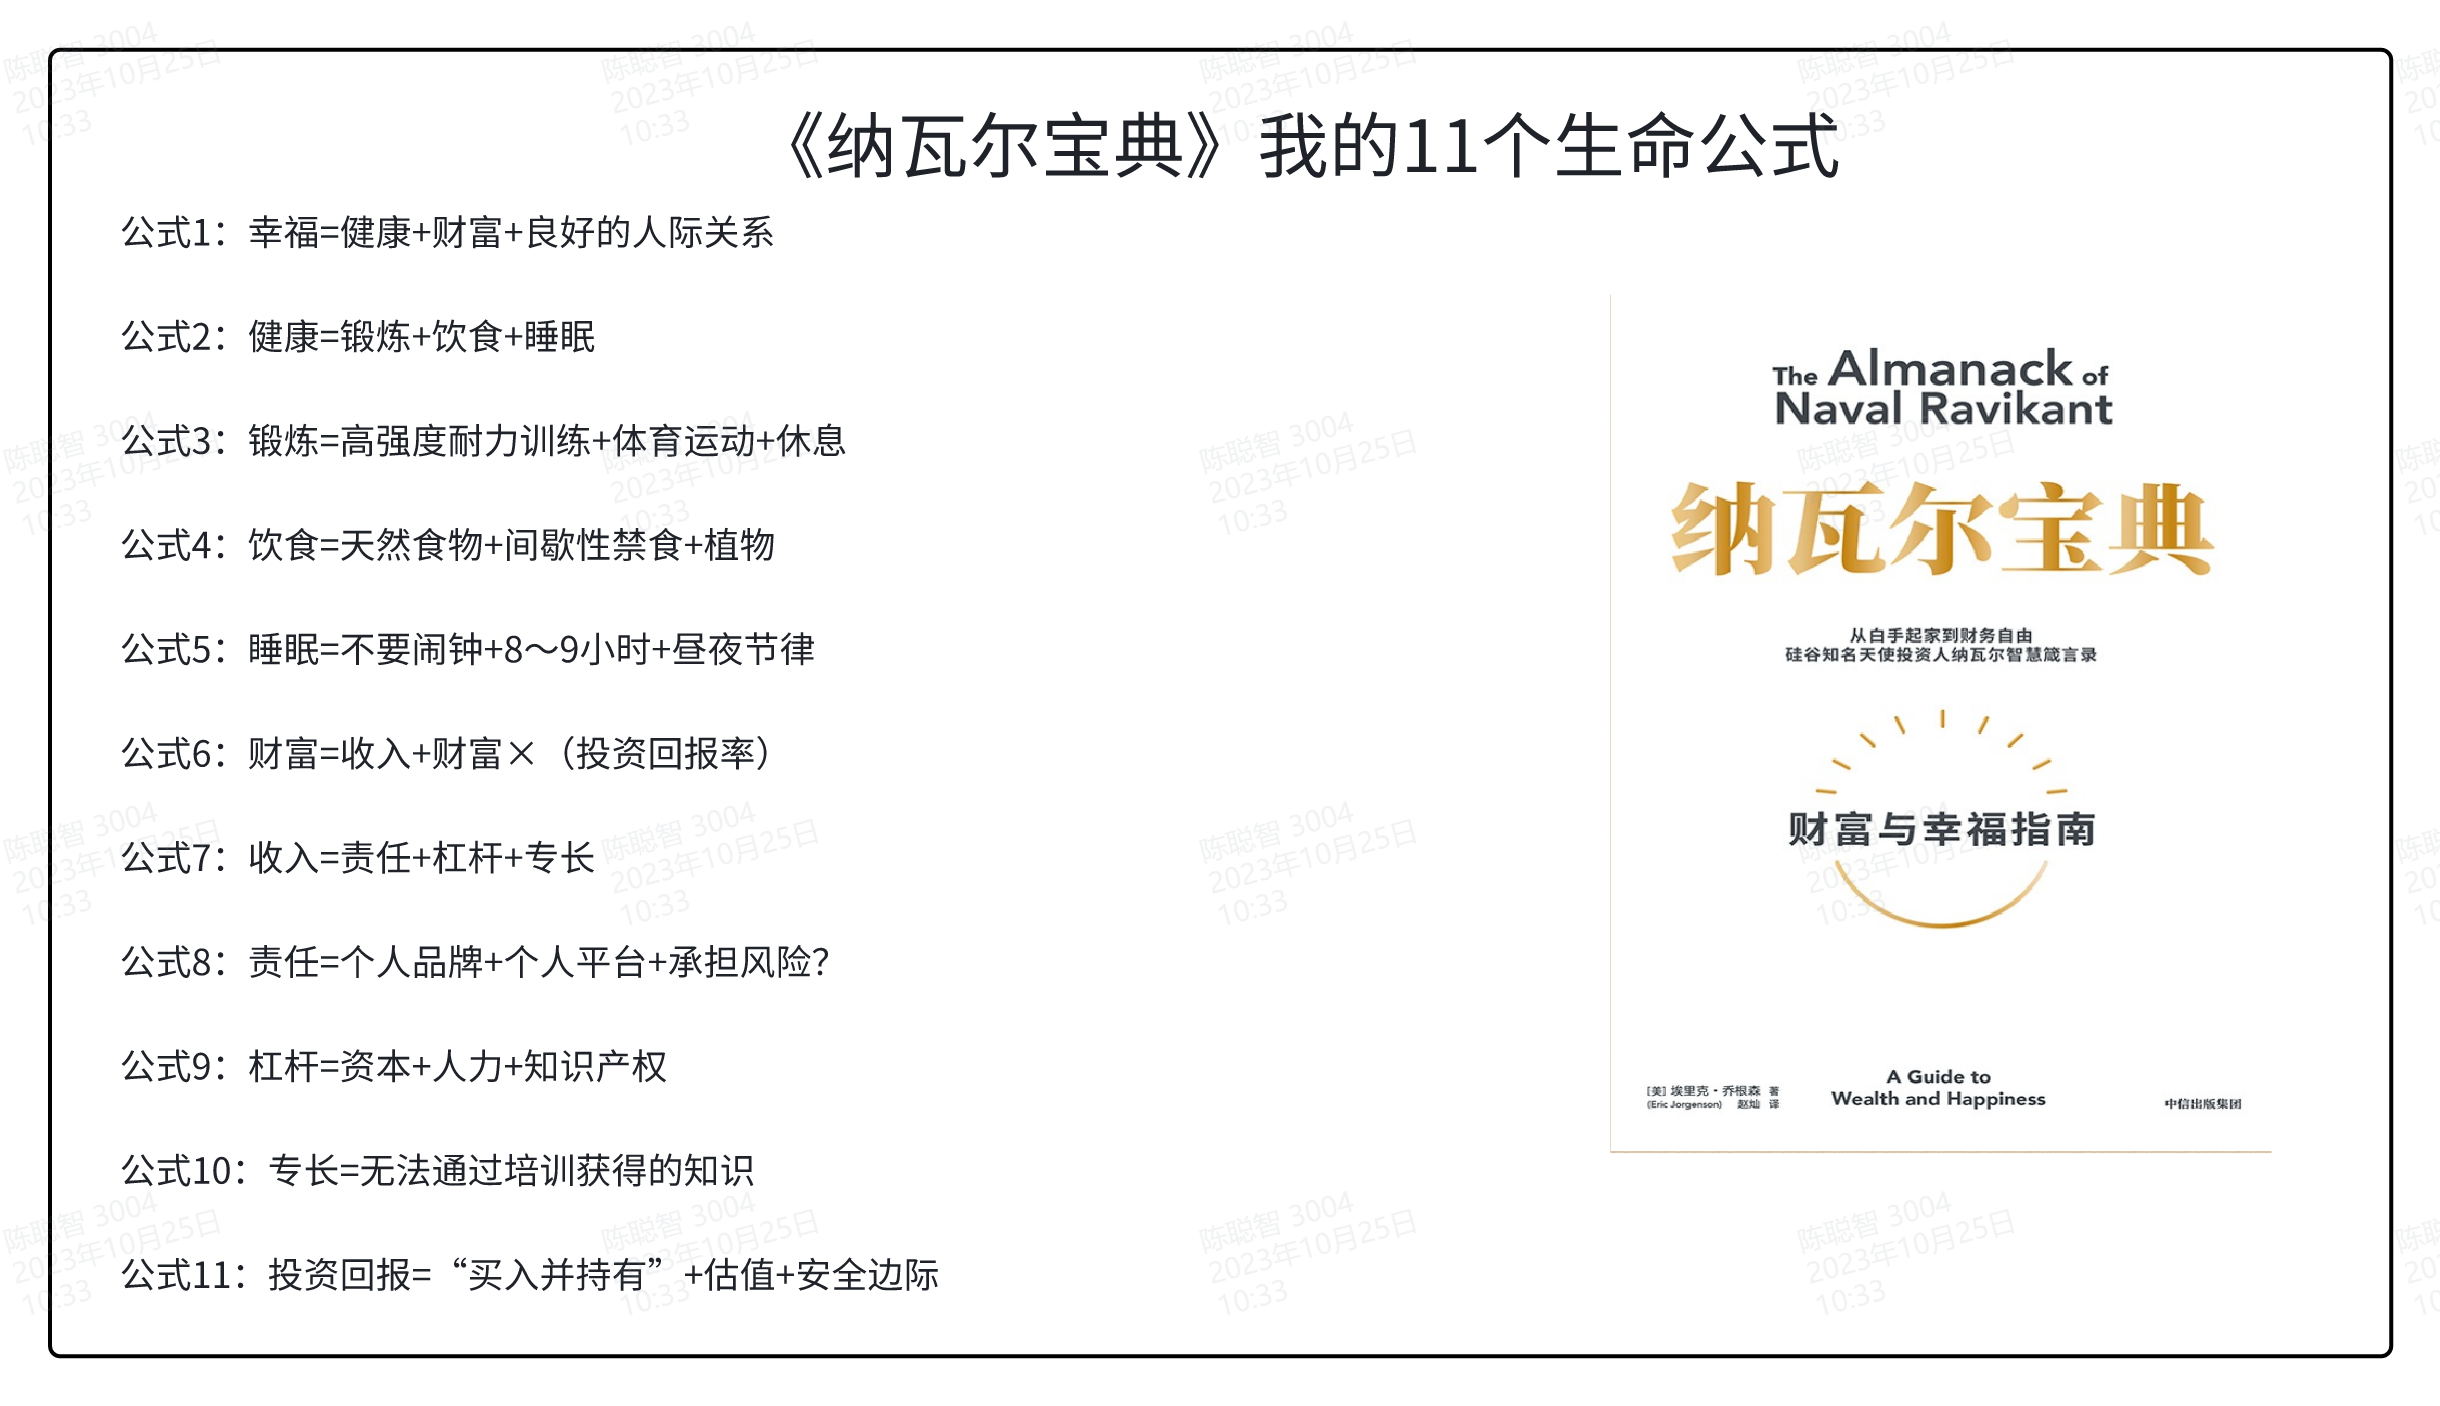 《纳瓦尔宝典》我的11个生命公式
公式1：幸福=健康+财富+良好的人际关系
公式2：健康=锻炼+饮食+睡眠
公式3：锻炼=高强度耐力训练+体育运动+休息
公式4：饮食=天然食物+间歇性禁食+植物
公式5：睡眠=不要闹钟+8～9小时+昼夜节律
公式6：财富=收入+财富×（投资回报率）
公式7：收入=责任+杠杆+专长
公式8：责任=个人品牌+个人平台+承担风险？
公式9：杠杆=资本+人力+知识产权
公式10：专长=无法通过培训获得的知识
公式11：投资回报=“买入并持有”+估值+安全边际
The Almanack of
Naval Ravikant
纳瓦尔宝典
从白手起家到财务自由
硅谷知名天使投资人纳瓦尔智慧箴言录
财富与幸福指南
[美] 埃里克·乔根森 著
(Eric Jorgenson) 赵灿 译
A Guide to
Wealth and Happiness
中信出版集团
陈聪智 3004
2023年10月25日
10:33